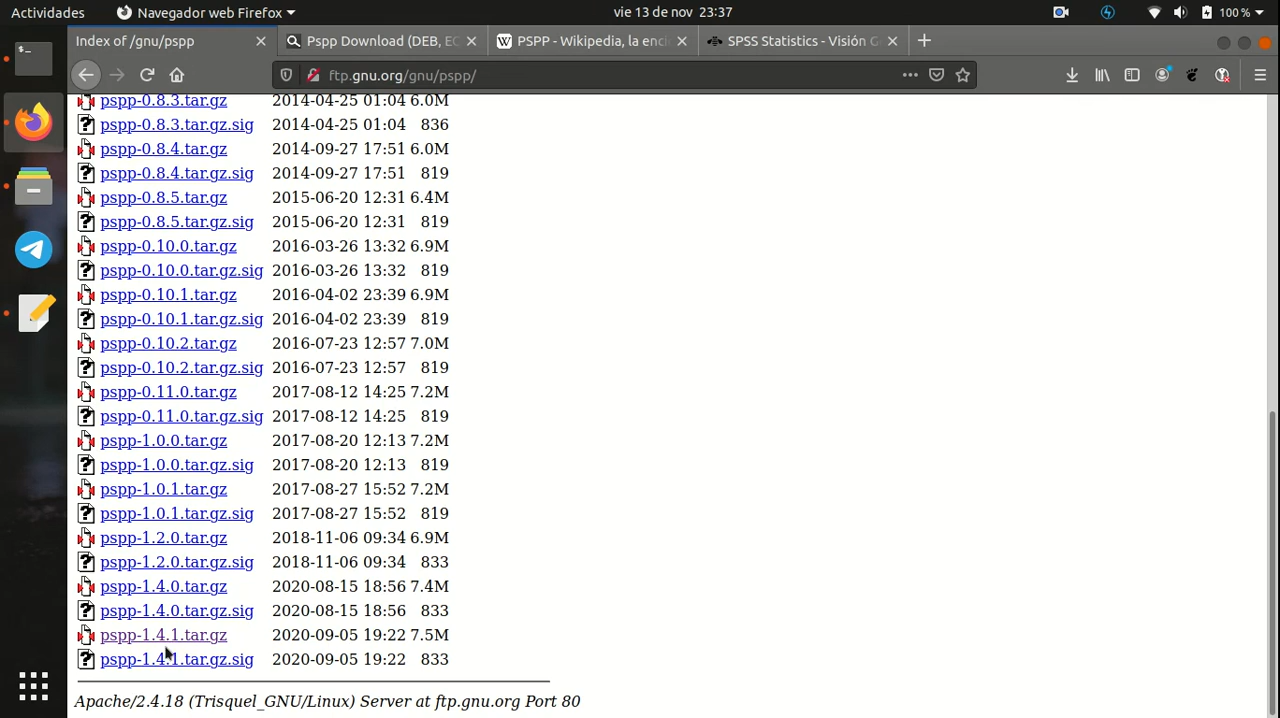 Actividades
Navegador web Firefox
vie 13 de nov 23:37
100 %
Index of /gnu/pspp
Pspp Download (DEB, EC
PSPP - Wikipedia, la enci
SPSS Statistics - Visión G
ftp.gnu.org/gnu/pspp/
pspp-0.8.3.tar.gz 2014-04-25 01:04 6.0M
pspp-0.8.3.tar.gz.sig 2014-04-25 01:04 836
pspp-0.8.4.tar.gz 2014-09-27 17:51 6.0M
pspp-0.8.4.tar.gz.sig 2014-09-27 17:51 819
pspp-0.8.5.tar.gz 2015-06-20 12:31 6.4M
pspp-0.8.5.tar.gz.sig 2015-06-20 12:31 819
pspp-0.10.0.tar.gz 2016-03-26 13:32 6.9M
pspp-0.10.0.tar.gz.sig 2016-03-26 13:32 819
pspp-0.10.1.tar.gz 2016-04-02 23:39 6.9M
pspp-0.10.1.tar.gz.sig 2016-04-02 23:39 819
pspp-0.10.2.tar.gz 2016-07-23 12:57 7.0M
pspp-0.10.2.tar.gz.sig 2016-07-23 12:57 819
pspp-0.11.0.tar.gz 2017-08-12 14:25 7.2M
pspp-0.11.0.tar.gz.sig 2017-08-12 14:25 819
pspp-1.0.0.tar.gz 2017-08-20 12:13 7.2M
pspp-1.0.0.tar.gz.sig 2017-08-20 12:13 819
pspp-1.0.1.tar.gz 2017-08-27 15:52 7.2M
pspp-1.0.1.tar.gz.sig 2017-08-27 15:52 819
pspp-1.2.0.tar.gz 2018-11-06 09:34 6.9M
pspp-1.2.0.tar.gz.sig 2018-11-06 09:34 833
pspp-1.4.0.tar.gz 2020-08-15 18:56 7.4M
pspp-1.4.0.tar.gz.sig 2020-08-15 18:56 833
pspp-1.4.1.tar.gz 2020-09-05 19:22 7.5M
pspp-1.4.1.tar.gz.sig 2020-09-05 19:22 833
Apache/2.4.18 (Trisquel_GNU/Linux) Server at ftp.gnu.org Port 80